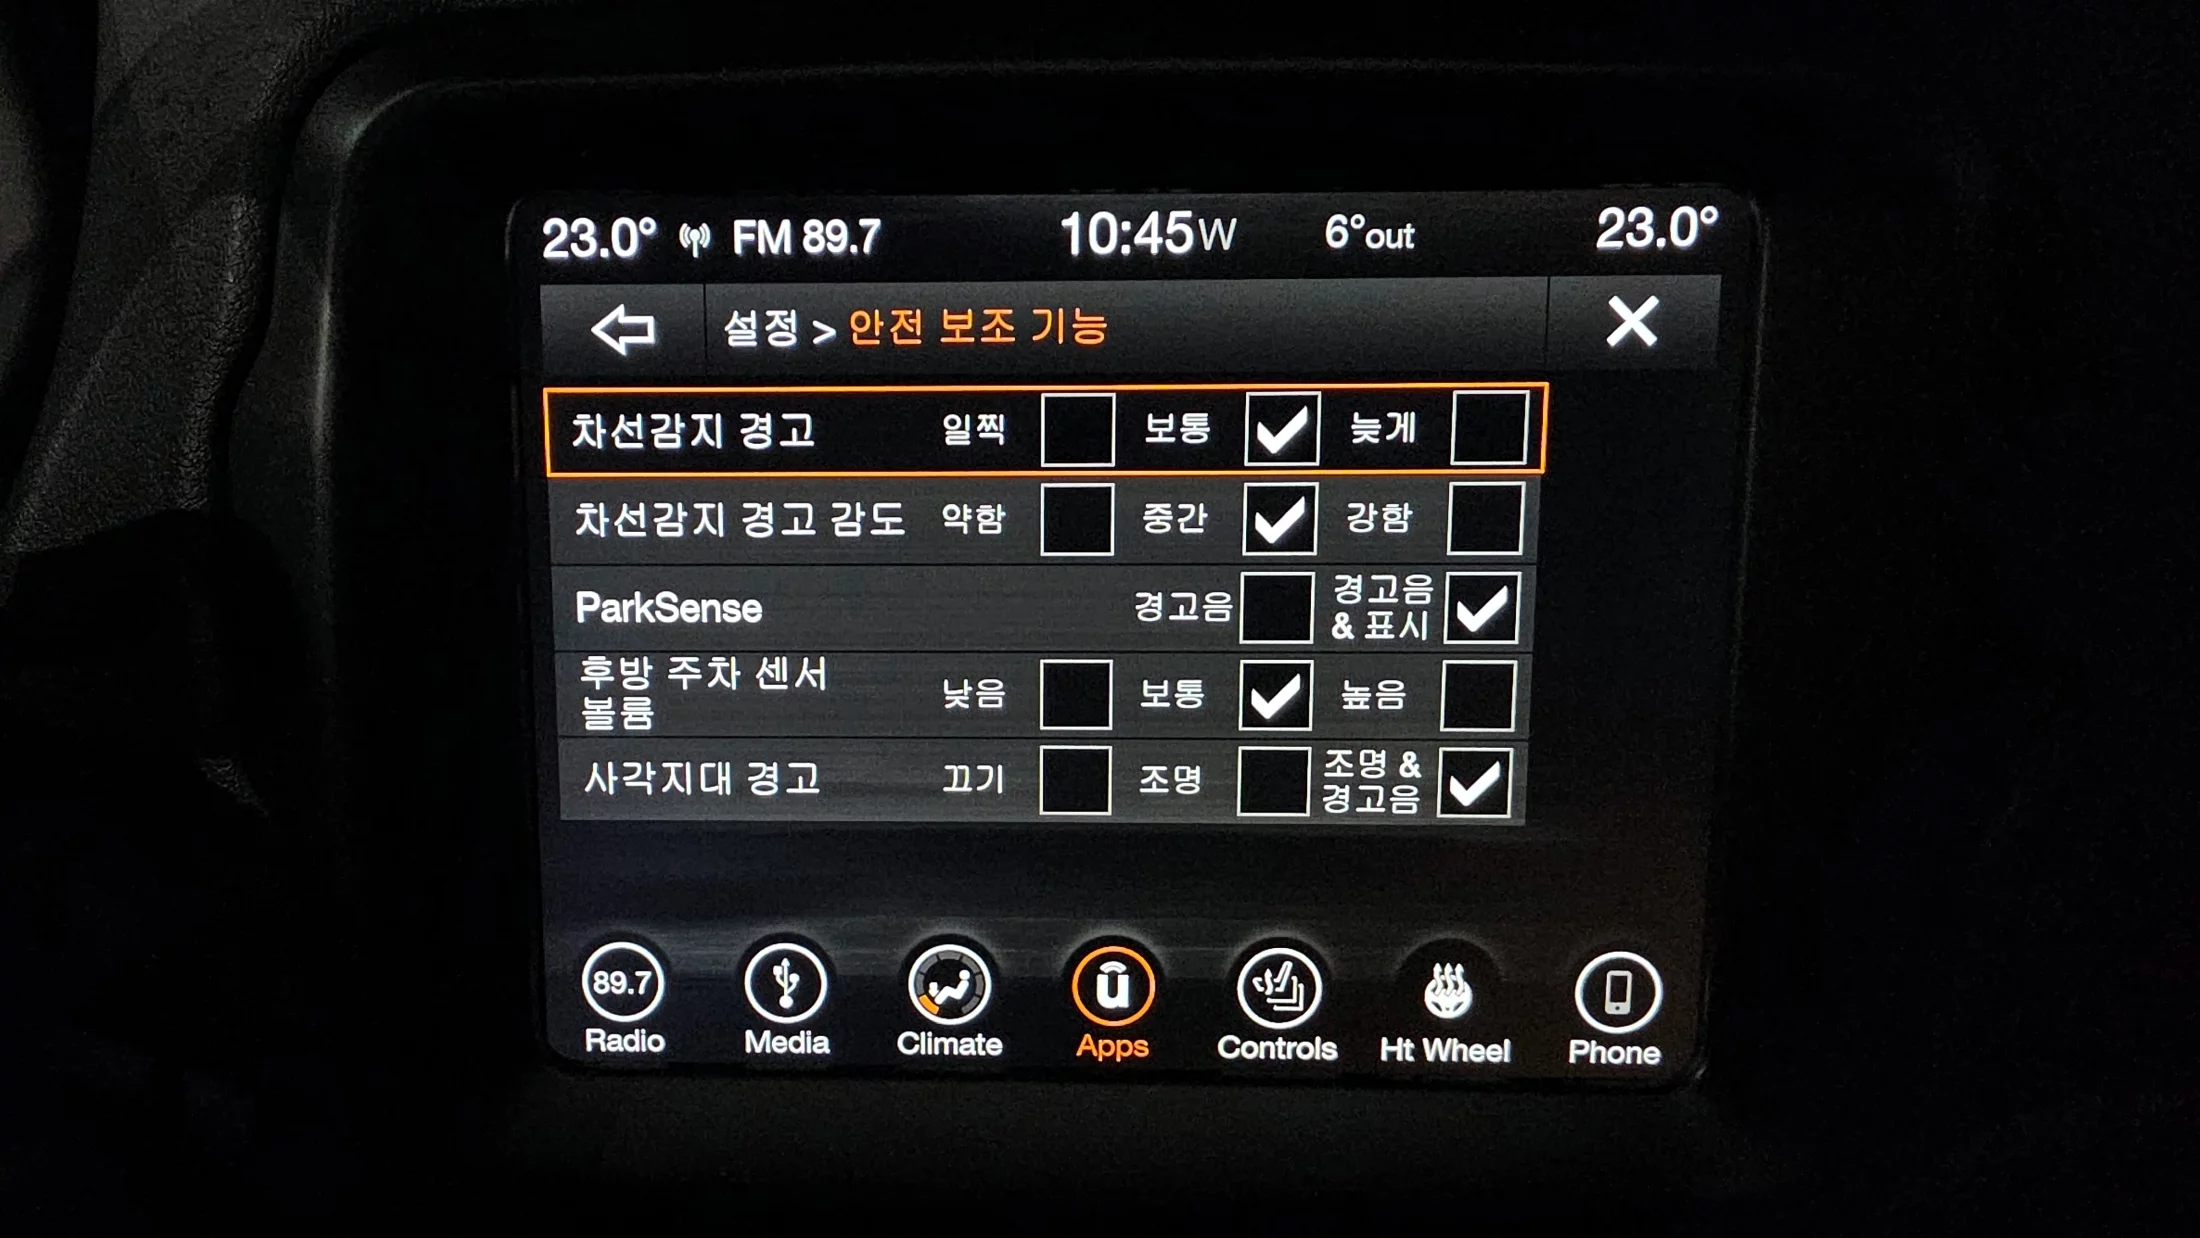 23.0° FM 89.7 10:45W 6°out 23.0°
설정 > 안전 보조 기능
차선감지 경고 일찍 보통 늦게
차선감지 경고 감도 약함 중간 강함
ParkSense 경고음 경고음
& 표시
후방 주차 센서
볼륨 낮음 보통 높음
사각지대 경고 끄기 조명 조명 &
경고음
89.7
Radio Media Climate Apps Controls Ht Wheel Phone